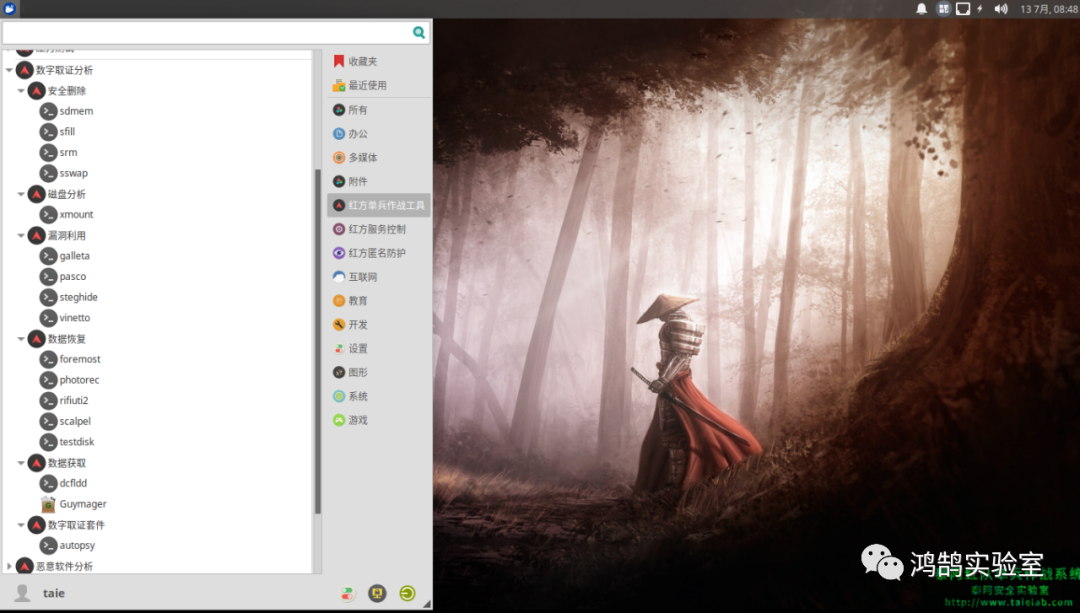 13 7月, 08:48
数字取证分析
安全删除
sdmem
sfill
srm
sswap
磁盘分析
xmount
漏洞利用
galleta
pasco
steghide
vinetto
数据恢复
foremost
photorec
rifiuti2
scalpel
testdisk
数据获取
dcfldd
Guymager
数字取证套件
autopsy
恶意软件分析
收藏夹
最近使用
所有
办公
多媒体
附件
红方单兵作战工具
红方服务控制
红方匿名防护
互联网
教育
开发
设置
图形
系统
游戏
taie
鸿鹄实验室
单兵作战系统
泰阿安全实验室
http://www.taielab.com